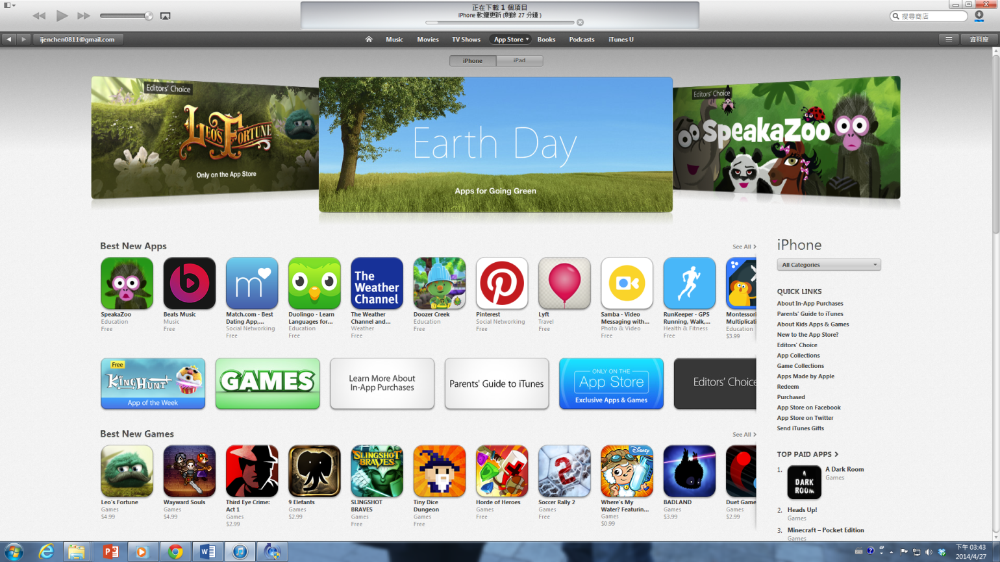 正在下載 1 個項目
iPhone 軟體更新 (剩餘 27 分鐘)
搜尋商店
ijenchen0811@gmail.com
Music
Movies
TV Shows
App Store
Books
Podcasts
iTunes U
資料庫
iPhone
iPad
Editors' Choice
LEO'S FORTUNE
Only on the App Store
Earth Day
Apps for Going Green
Editors' Choice
SPEAKAZOO
Best New Apps
See All
m
The
Weather
Channel
SpeakaZoo
Education
Free
Beats Music
Music
Free
Match.com - Best
Dating App,...
Social Networking
Free
Duolingo - Learn
Languages for...
Education
Free
The Weather
Channel and...
Weather
Free
Doozer Creek
Education
Free
Pinterest
Social Networking
Free
Lyft
Travel
Free
Samba - Video
Messaging with...
Photo & Video
Free
RunKeeper - GPS
Running, Walk,...
Health & Fitness
Free
Montessori
Multiplicati
Education
$3.99
Free
KING HUNT
App of the Week
GAMES
Learn More About
In-App Purchases
Parents' Guide to iTunes
ONLY ON THE
App Store
Exclusive Apps & Games
Editors' Choice
Best New Games
See All
SLINGSHOT
BRAVES
2
Disney
Leo's Fortune
Games
$4.99
Wayward Souls
Games
$4.99
Third Eye Crime:
Act 1
Games
$2.99
9 Elefants
Games
$2.99
SLINGSHOT
BRAVES
Games
Free
Tiny Dice
Dungeon
Games
Free
Horde of Heroes
Games
Free
Soccer Rally 2
Games
Free
Where's My
Water? Featurin...
Games
$0.99
BADLAND
Games
$3.99
Duet Game
Games
$2.99
iPhone
All Categories
QUICK LINKS
About In-App Purchases
Parents' Guide to iTunes
About Kids Apps & Games
New to the App Store?
Editors' Choice
App Collections
Game Collections
Apps Made by Apple
Redeem
Purchased
App Store on Facebook
App Store on Twitter
Send iTunes Gifts
TOP PAID APPS
1.
A
DARK
ROOM
A Dark Room
Games
2. Heads Up!
Games
3. Minecraft – Pocket Edition
Games
下午 03:43
2014/4/27